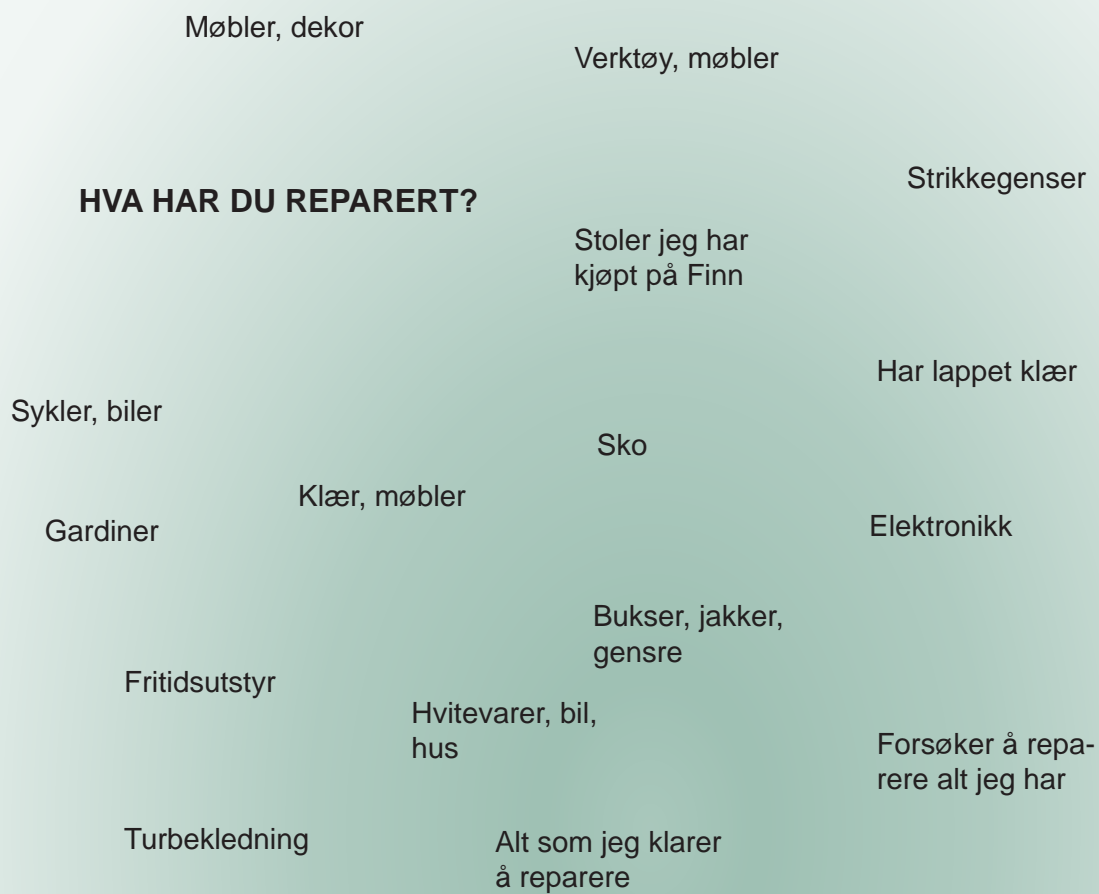 Møbler, dekor
Verktøy, møbler
Strikkegenser
HVA HAR DU REPARERT?
Stoler jeg har
kjøpt på Finn
Har lappet klær
Sykler, biler
Sko
Klær, møbler
Gardiner
Elektronikk
Bukser, jakker,
gensre
Fritidsutstyr
Hvitevarer, bil,
hus
Forsøker å repa-
rere alt jeg har
Turbekledning
Alt som jeg klarer
å reparere